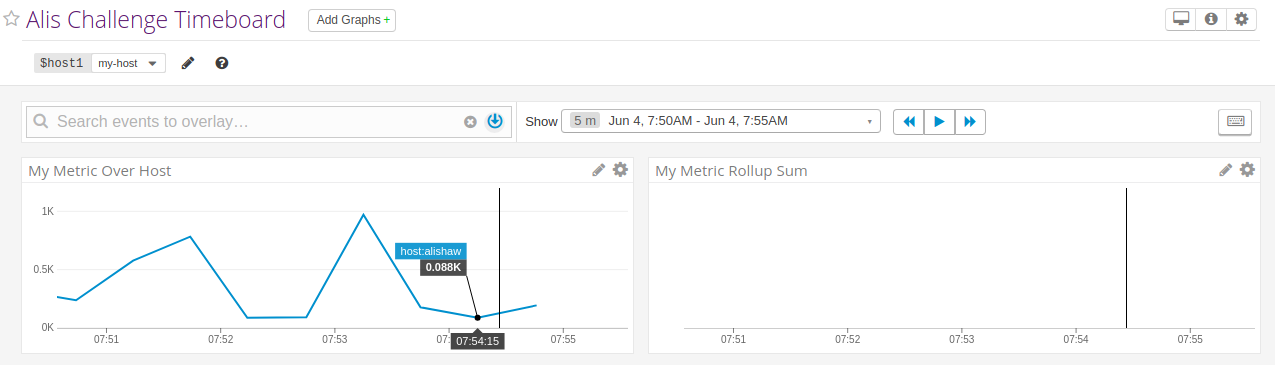 Alis Challenge Timeboard Add Graphs +
$host1 my-host
Search events to overlay… Show 5 m Jun 4, 7:50AM - Jun 4, 7:55AM
My Metric Over Host
1K
0.5K
0K
host:alishaw
0.088K
07:51 07:52 07:53 07:54:15 07:55
My Metric Rollup Sum
07:51 07:52 07:53 07:54 07:55